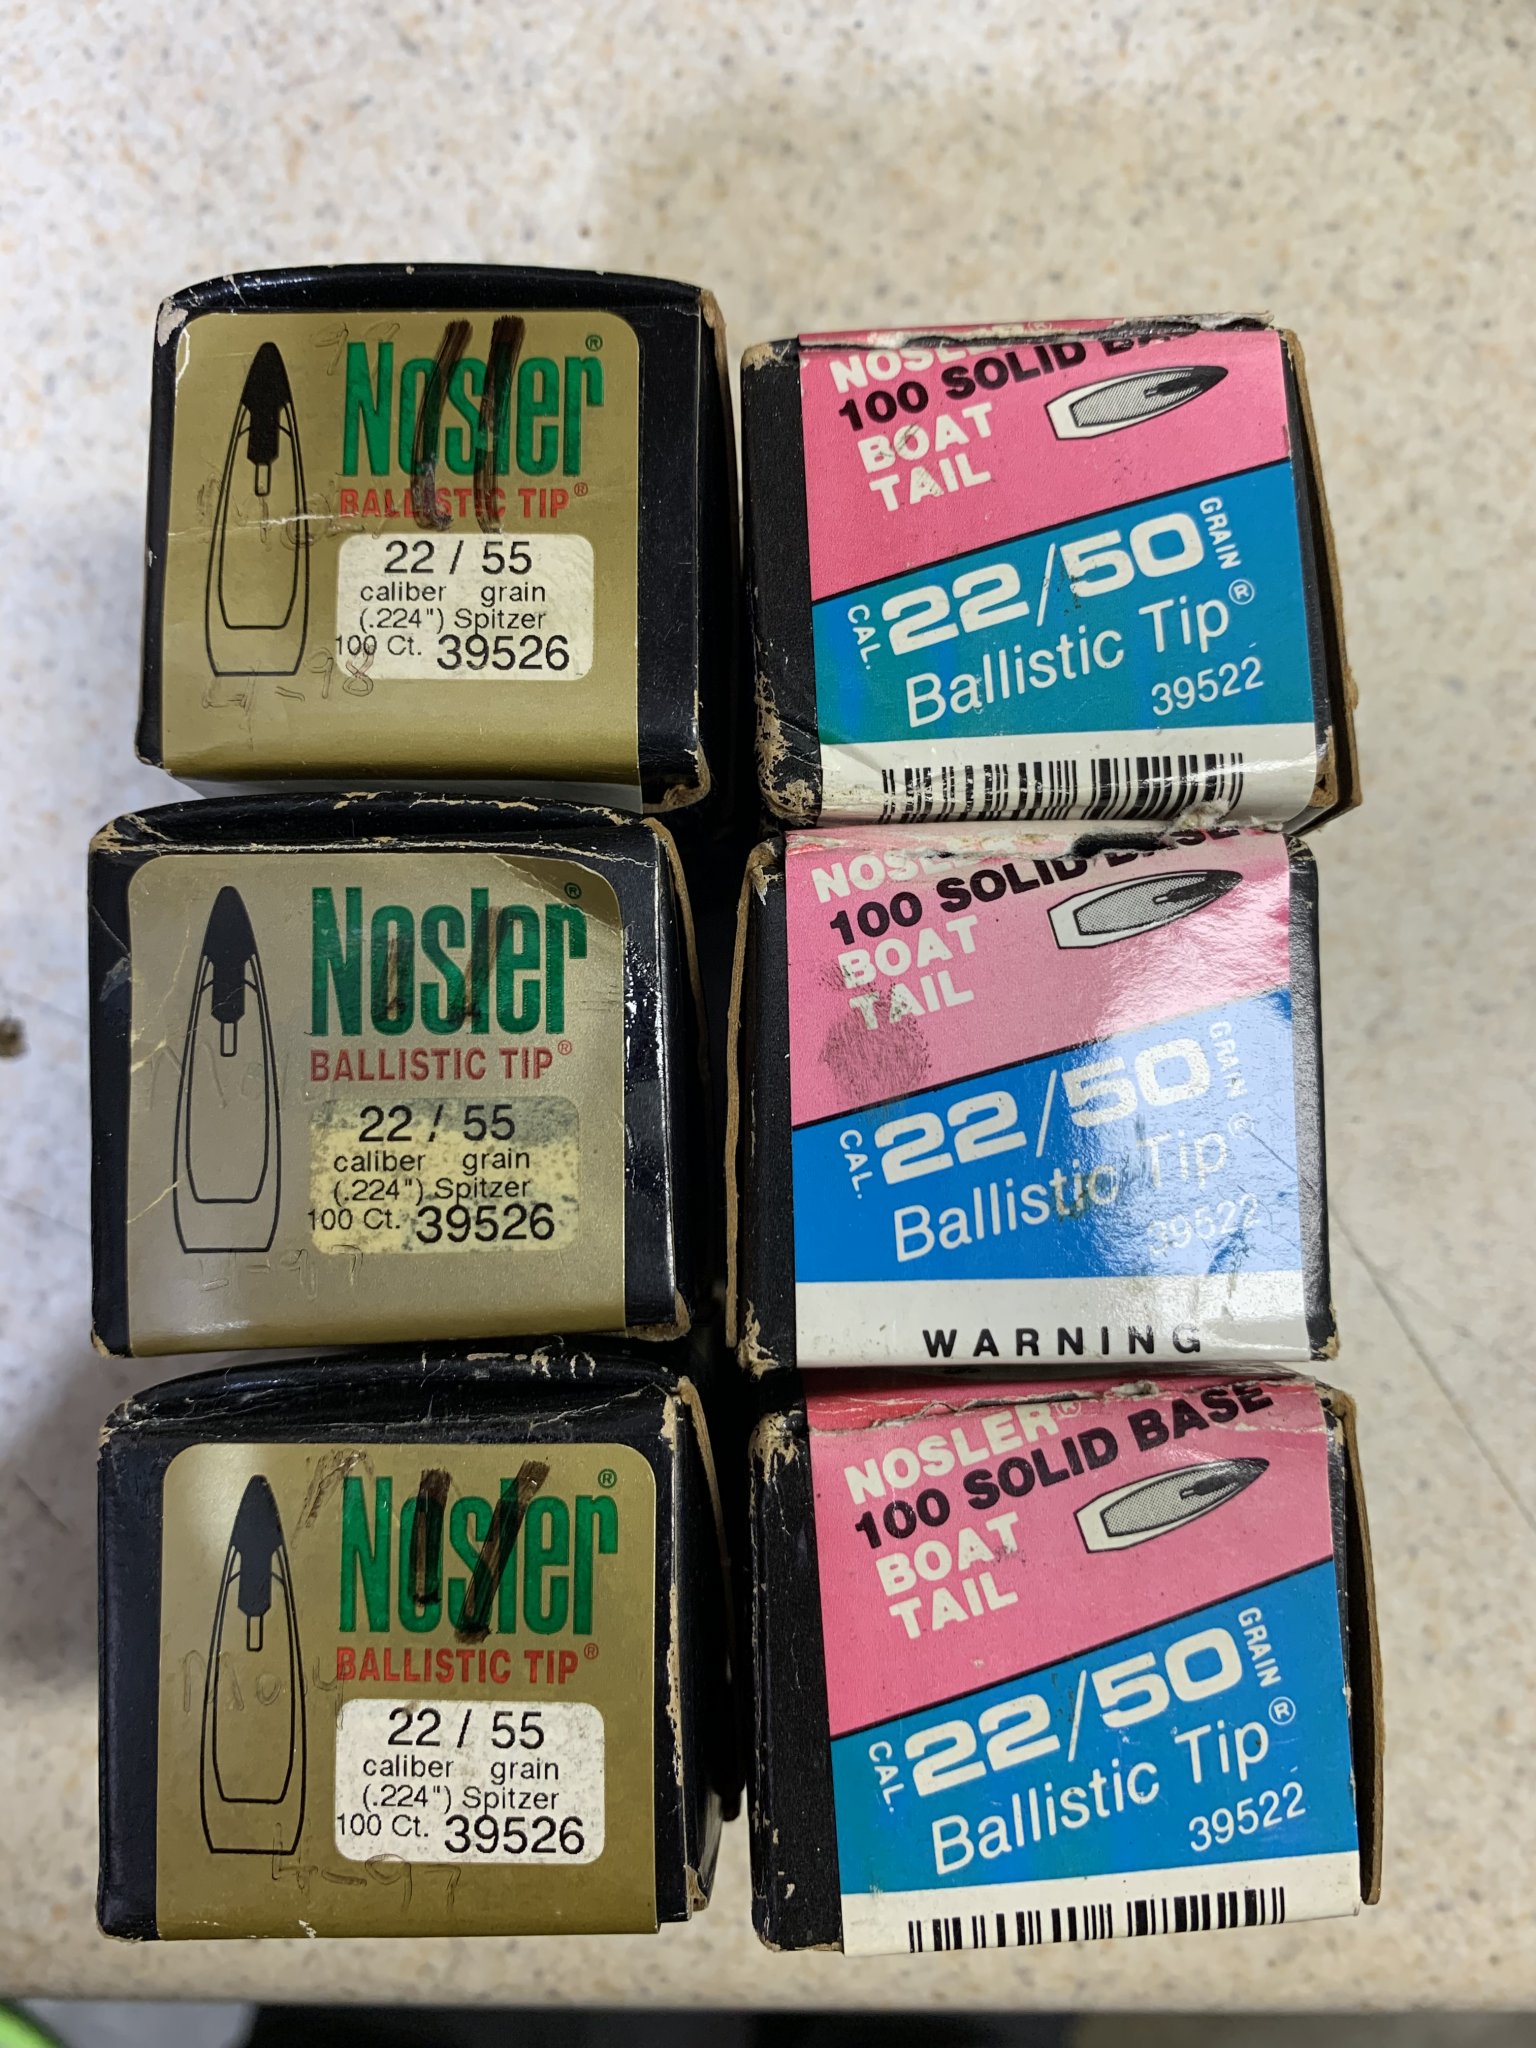 Nosler®
BALLISTIC TIP®
22 / 55
caliber grain
(.224") Spitzer
100 Ct. 39526
4-98
NOSLER®
100 SOLID BASE
BOAT
TAIL
CAL. 22/50 GRAIN
Ballistic Tip®
39522
Nosler®
BALLISTIC TIP®
22 / 55
caliber grain
(.224") Spitzer
100 Ct. 39526
4-97
NOSLER
100 SOLID BASE
BOAT
TAIL
CAL. 22/50 GRAIN
Ballistic Tip®
39522
WARNING
Nosler®
BALLISTIC TIP®
22 / 55
caliber grain
(.224") Spitzer
100 Ct. 39526
May
4-97
NOSLER®
100 SOLID BASE
BOAT
TAIL
CAL. 22/50 GRAIN
Ballistic Tip®
39522